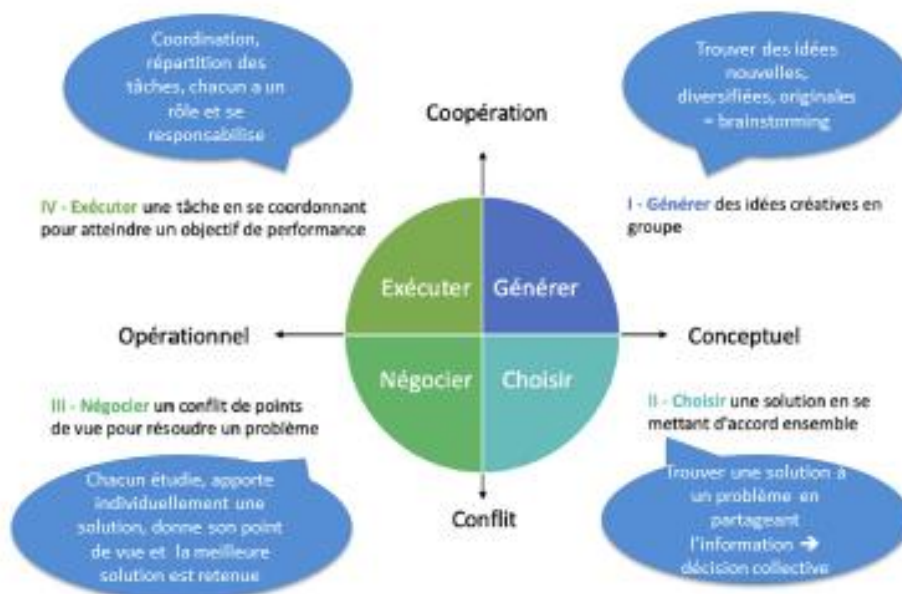 Coordination,
répartition des
tâches, chacun a un
rôle et se
responsabilise
Trouver des idées
nouvelles,
diversifiées, originales
= brainstorming
Coopération
IV - Exécuter une tâche en se coordonnant
pour atteindre un objectif de performance
I - Générer des idées créatives en
groupe
Exécuter
Générer
Opérationnel
Conceptuel
Négocier
Choisir
III - Négocier un conflit de points
de vue pour résoudre un problème
II - Choisir une solution en se
mettant d'accord ensemble
Chacun étudie, apporte
individuellement une
solution, donne son point
de vue et la meilleure
solution est retenue
Conflit
Trouver une solution à
un problème en
partageant
l'information ➔
décision collective